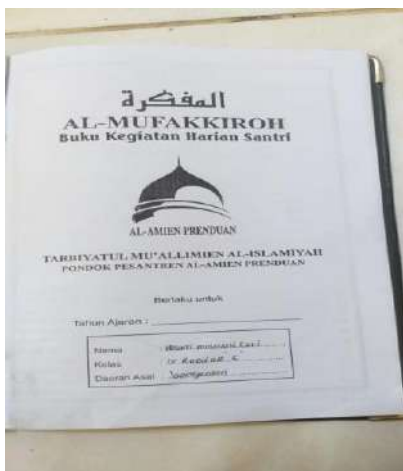 المفكرة
AL-MUFAKKIROH
Buku Kegiatan Harian Santri
AL-AMIEN PRENDUAN
TARBIYATUL MU'ALLIMIEN AL-ISLAMIYAH
PONDOK PESANTREN AL-AMIEN PRENDUAN
Berlaku untuk
Tahun Ajaran :
Nama :
Kelas :
Daerah Asal :